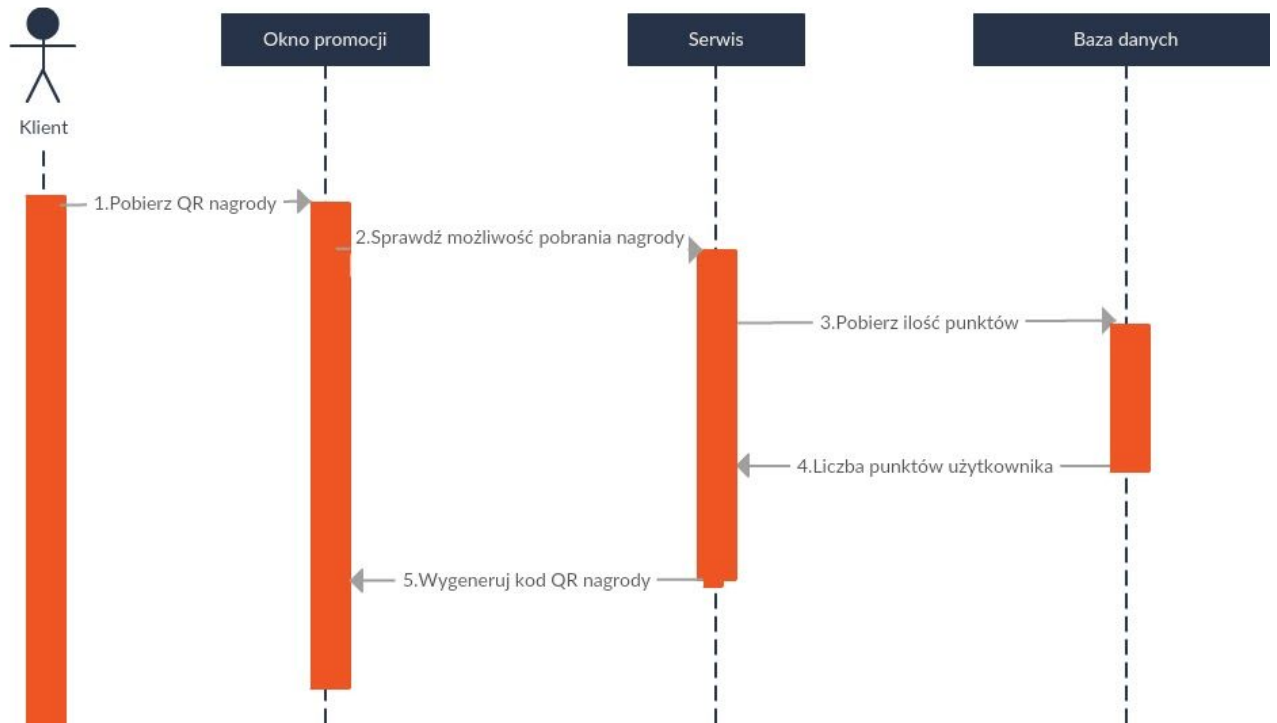 Okno promocji
Serwis
Baza danych
Klient
1.Pobierz QR nagrody
2.Sprawdź możliwość pobrania nagrody
3.Pobierz ilość punktów
4.Liczba punktów użytkownika
5.Wygeneruj kod QR nagrody